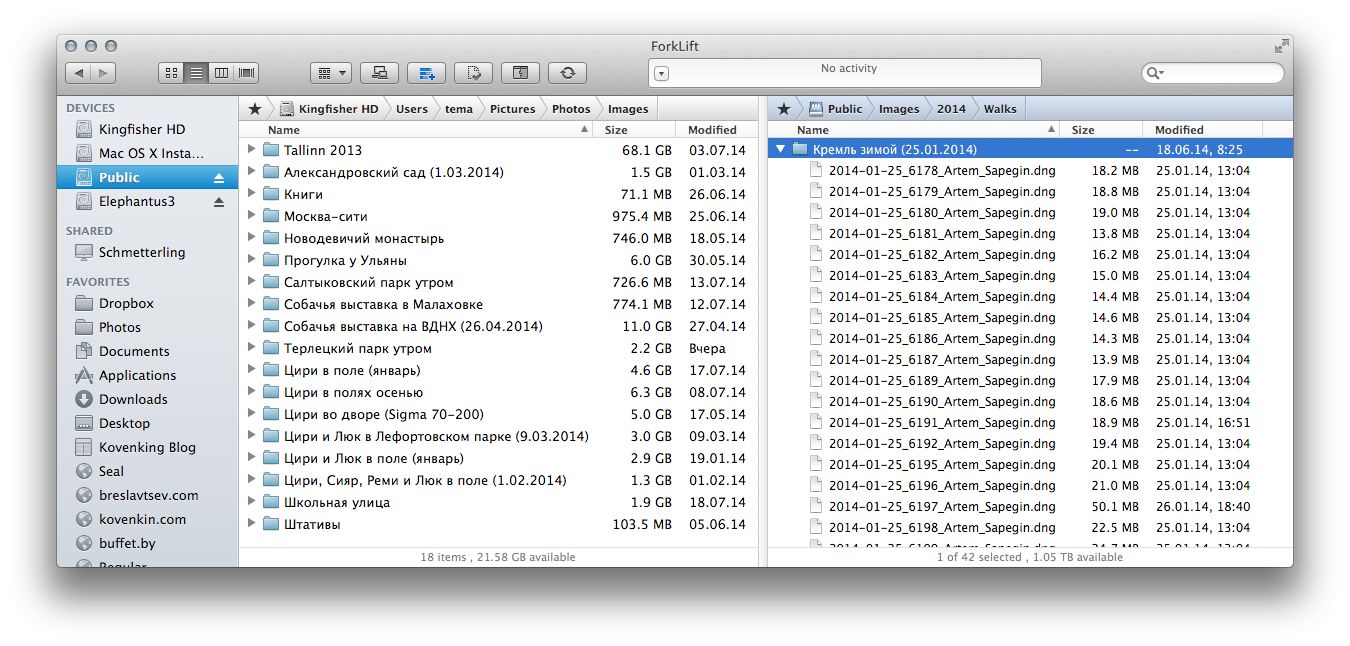 ForkLift
No activity
DEVICES
Kingfisher HD
Mac OS X Insta...
Public
Elephantus3
SHARED
Schmetterling
FAVORITES
Dropbox
Photos
Documents
Applications
Downloads
Desktop
Kovenking Blog
Seal
breslavtsev.com
kovenkin.com
buffet.by
Regular
Kingfisher HD Users tema Pictures Photos Images
Name Size Modified
Tallinn 2013 68.1 GB 03.07.14
Александровский сад (1.03.2014) 1.5 GB 01.03.14
Книги 71.1 MB 26.06.14
Москва-сити 975.4 MB 25.06.14
Новодевичий монастырь 746.0 MB 18.05.14
Прогулка у Ульяны 6.0 GB 30.05.14
Салтыковский парк утром 726.6 MB 13.07.14
Собачья выставка в Малаховке 774.1 MB 12.07.14
Собачья выставка на ВДНХ (26.04.2014) 11.0 GB 27.04.14
Терлецкий парк утром 2.2 GB Вчера
Цири в поле (январь) 4.6 GB 17.07.14
Цири в полях осенью 6.3 GB 08.07.14
Цири во дворе (Sigma 70-200) 5.0 GB 17.05.14
Цири и Люк в Лефортовском парке (9.03.2014) 3.0 GB 09.03.14
Цири и Люк в поле (январь) 2.9 GB 19.01.14
Цири, Сияр, Реми и Люк в поле (1.02.2014) 1.3 GB 01.02.14
Школьная улица 1.9 GB 18.07.14
Штативы 103.5 MB 05.06.14
18 items , 21.58 GB available
Public Images 2014 Walks
Name Size Modified
Кремль зимой (25.01.2014) -- 18.06.14, 8:25
2014-01-25_6178_Artem_Sapegin.dng 18.2 MB 25.01.14, 13:04
2014-01-25_6179_Artem_Sapegin.dng 18.8 MB 25.01.14, 13:04
2014-01-25_6180_Artem_Sapegin.dng 19.0 MB 25.01.14, 13:04
2014-01-25_6181_Artem_Sapegin.dng 13.8 MB 25.01.14, 13:04
2014-01-25_6182_Artem_Sapegin.dng 16.2 MB 25.01.14, 13:04
2014-01-25_6183_Artem_Sapegin.dng 15.0 MB 25.01.14, 13:04
2014-01-25_6184_Artem_Sapegin.dng 14.4 MB 25.01.14, 13:04
2014-01-25_6185_Artem_Sapegin.dng 14.6 MB 25.01.14, 13:04
2014-01-25_6186_Artem_Sapegin.dng 14.3 MB 25.01.14, 13:04
2014-01-25_6187_Artem_Sapegin.dng 13.9 MB 25.01.14, 13:04
2014-01-25_6189_Artem_Sapegin.dng 17.9 MB 25.01.14, 13:04
2014-01-25_6190_Artem_Sapegin.dng 18.6 MB 25.01.14, 13:04
2014-01-25_6191_Artem_Sapegin.dng 18.9 MB 25.01.14, 16:51
2014-01-25_6192_Artem_Sapegin.dng 19.4 MB 25.01.14, 13:04
2014-01-25_6195_Artem_Sapegin.dng 20.1 MB 25.01.14, 13:04
2014-01-25_6196_Artem_Sapegin.dng 21.0 MB 25.01.14, 13:04
2014-01-25_6197_Artem_Sapegin.dng 50.1 MB 26.01.14, 18:40
2014-01-25_6198_Artem_Sapegin.dng 22.5 MB 25.01.14, 13:04
1 of 42 selected , 1.05 TB available